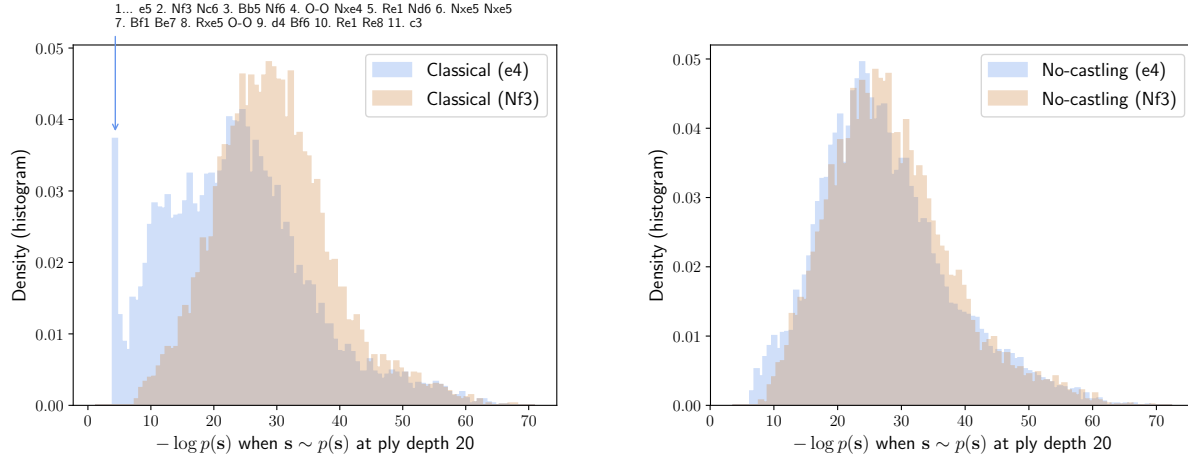 1... e5 2. Nf3 Nc6 3. Bb5 Nf6 4. O-O Nxe4 5. Re1 Nd6 6. Nxe5 Nxe5
7. Bf1 Be7 8. Rxe5 O-O 9. d4 Bf6 10. Re1 Re8 11. c3
0.05
0.04
0.03
0.02
0.01
0.00
Density (histogram)
Classical (e4)
Classical (Nf3)
0 10 20 30 40 50 60 70
− log p(s) when s ∼ p(s) at ply depth 20
0.05
0.04
0.03
0.02
0.01
0.00
Density (histogram)
No-castling (e4)
No-castling (Nf3)
0 10 20 30 40 50 60 70
− log p(s) when s ∼ p(s) at ply depth 20